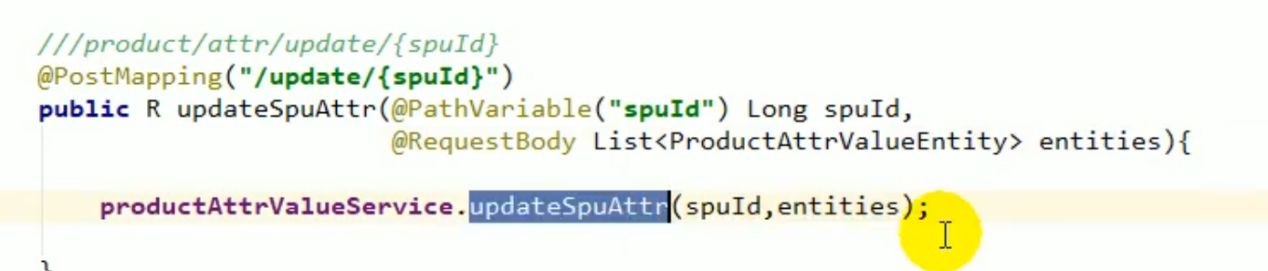 ///product/attr/update/{spuId}
@PostMapping("/update/{spuId}")
public R updateSpuAttr(@PathVariable("spuId") Long spuId,
@RequestBody List<ProductAttrValueEntity> entities){
productAttrValueService.updateSpuAttr(spuId,entities);
}